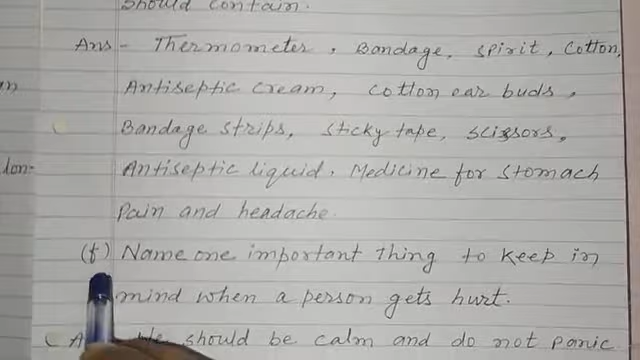 Should contain.
Ans - Thermometer, Bandage, spirit, cotton,
Antiseptic cream, cotton ear buds,
Bandage strips, sticky tape, scissors,
Antiseptic liquid, Medicine for stomach
Pain and headache.
(f) Name one important thing to keep in
mind when a person gets hurt.
We should be calm and do not panic.